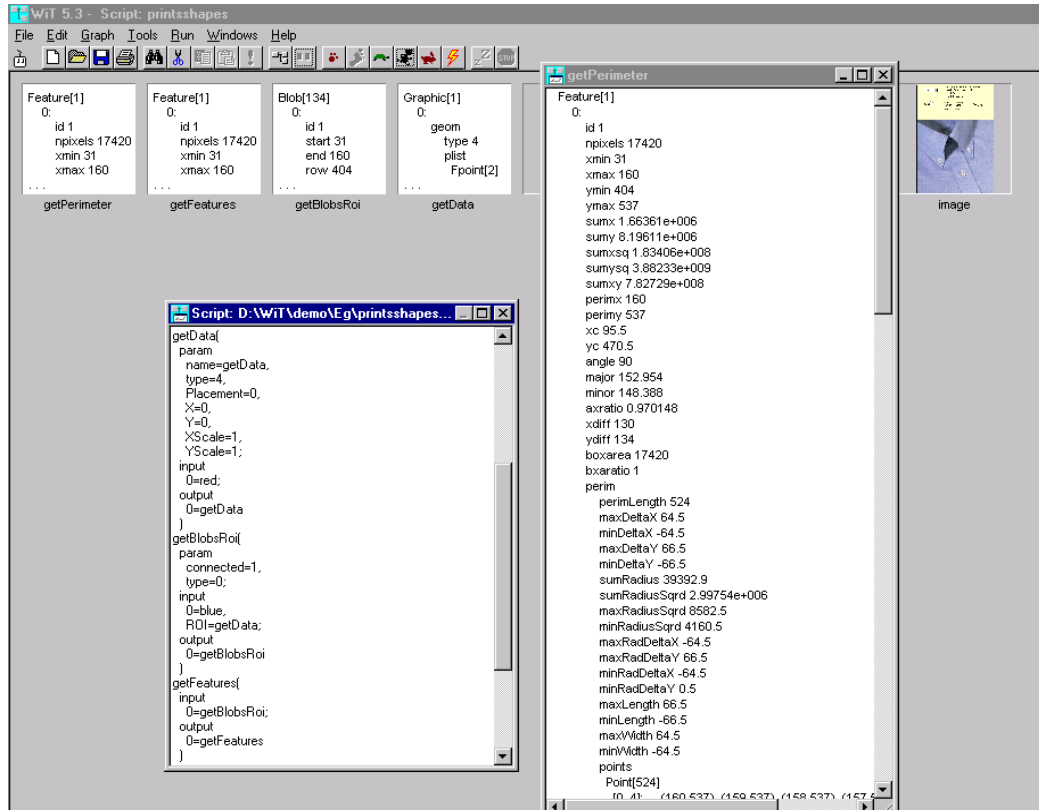 WiT 5.3 - Script: printsshapes
File Edit Graph Tools Run Windows Help
STOP
Feature[1]
0:
id 1
npixels 17420
xmin 31
xmax 160
. . .
getPerimeter
Feature[1]
0:
id 1
npixels 17420
xmin 31
xmax 160
. . .
getFeatures
Blob[134]
0:
id 1
start 31
end 160
row 404
. . .
getBlobsRoi
Graphic[1]
0:
geom
type 4
plist
Fpoint[2]
. . .
getData
image
Script: D:\WiT\demo\Eg\printsshapes...
getData(
param
name=getData,
type=4,
Placement=0,
X=0,
Y=0,
XScale=1,
YScale=1;
input
0=red;
output
0=getData
)
getBlobsRoi(
param
connected=1,
type=0;
input
0=blue,
ROI=getData;
output
0=getBlobsRoi
)
getFeatures(
input
0=getBlobsRoi;
output
0=getFeatures
)
getPerimeter
Feature[1]
0:
id 1
npixels 17420
xmin 31
xmax 160
ymin 404
ymax 537
sumx 1.66361e+006
sumy 8.19611e+006
sumxsq 1.83406e+008
sumysq 3.88233e+009
sumxy 7.82729e+008
perimx 160
perimy 537
xc 95.5
yc 470.5
angle 90
major 152.954
minor 148.388
axratio 0.970148
xdiff 130
ydiff 134
boxarea 17420
bxaratio 1
perim
perimLength 524
maxDeltaX 64.5
minDeltaX -64.5
maxDeltaY 66.5
minDeltaY -66.5
sumRadius 39392.9
sumRadiusSqrd 2.99754e+006
maxRadiusSqrd 8582.5
minRadiusSqrd 4160.5
maxRadDeltaX -64.5
maxRadDeltaY 66.5
minRadDeltaX -64.5
minRadDeltaY 0.5
maxLength 66.5
minLength -66.5
maxWidth 64.5
minWidth -64.5
points
Point[524]
[0..4]: (160,537) (159,537) (158,537) (157,5